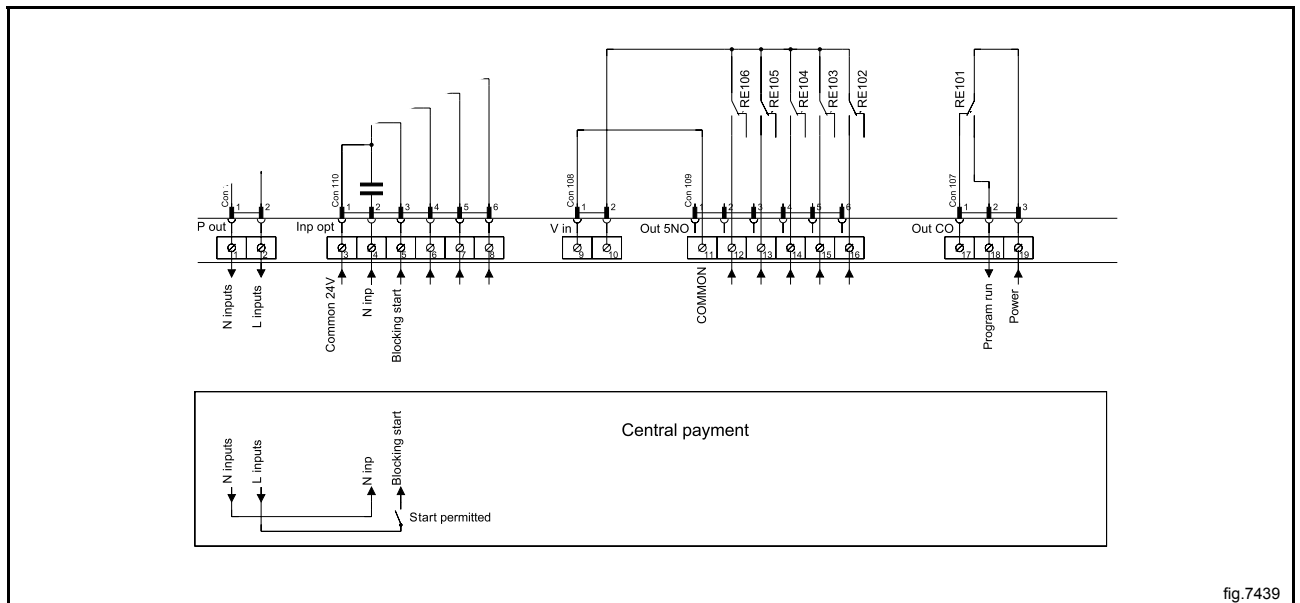 RE106
RE105
RE104
RE103
RE102
RE101
Con 1
Con 110
Con 108
Con 109
Con 107
1 2
1 2 3 4 5 6
1 2
1 2 3 4 5 6
1 2 3
P out
Inp opt
V in
Out 5NO
Out CO
1 2
3 4 5 6 7 8
9 10
11 12 13 14 15 16
17 18 19
N inputs
L inputs
Common 24V
N inp
Blocking start
COMMON
Program run
Power
Central payment
N inputs
L inputs
N inp
Blocking start
Start permitted
fig.7439